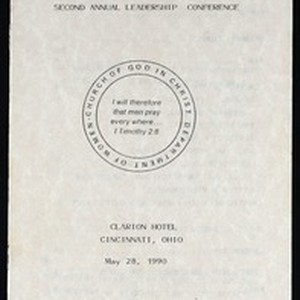 SECOND ANNUAL LEADERSHIP CONFERENCE
CHURCH OF GOD IN CHRIST DEPARTMENT OF WOMEN
I will therefore
that men pray
every where....
I Timothy 2:8
CLARION HOTEL
CINCINNATI, OHIO
May 28, 1990